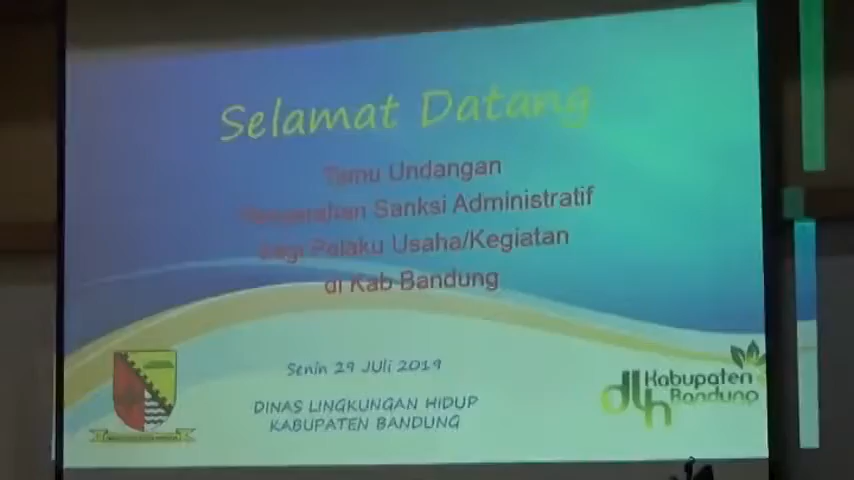 Selamat Datang
Tamu Undangan
Penyerahan Sanksi Administratif
bagi Pelaku Usaha/Kegiatan
di Kab Bandung
Senin 29 Juli 2019
DINAS LINGKUNGAN HIDUP
KABUPATEN BANDUNG
dlh Kabupaten
Bandung